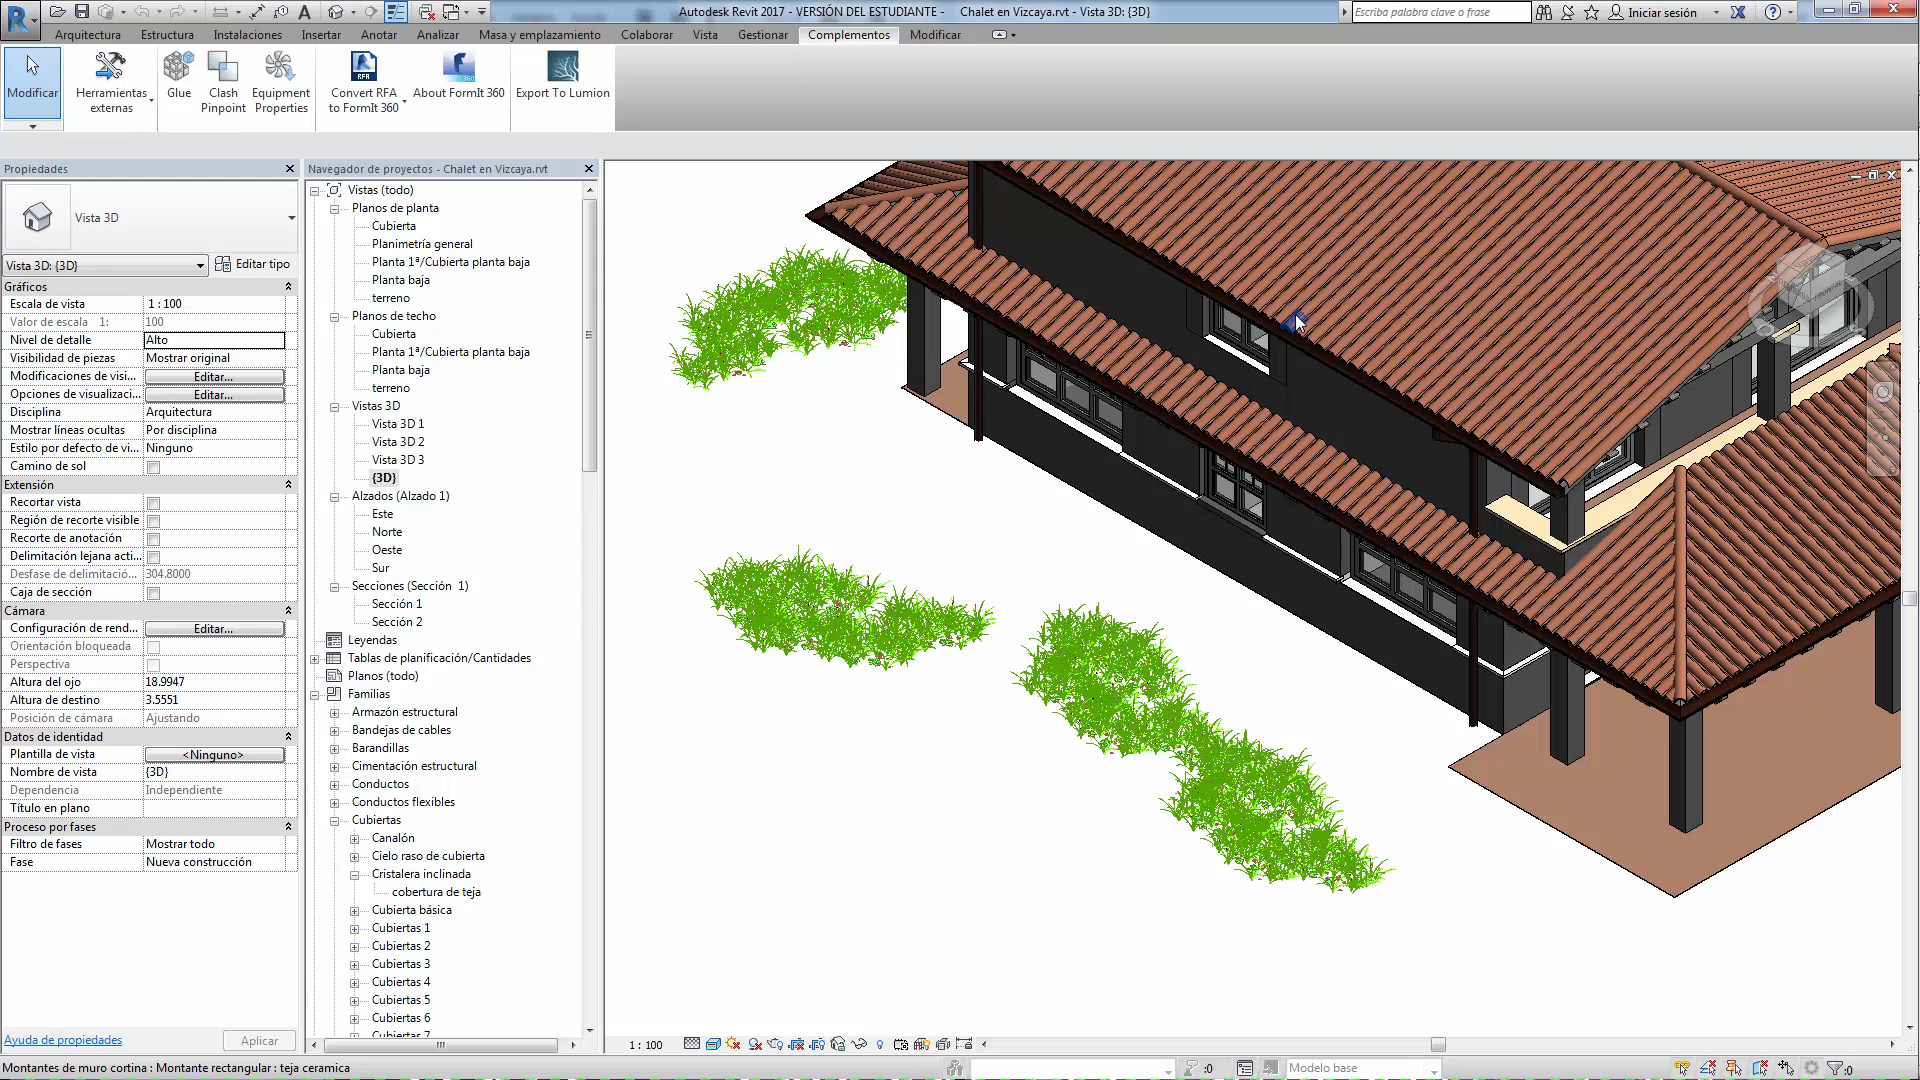 Autodesk Revit 2017 - VERSIÓN DEL ESTUDIANTE - Chalet en Vizcaya.rvt - Vista 3D: {3D}
Escriba palabra clave o frase
Iniciar sesión
Arquitectura Estructura Instalaciones Insertar Anotar Analizar Masa y emplazamiento Colaborar Vista Gestionar Complementos Modificar
Modificar
Herramientas externas
Glue
Clash Pinpoint
Equipment Properties
Convert RFA to FormIt 360
RFA
About FormIt 360
360
Export To Lumion
Propiedades
Vista 3D
Vista 3D: {3D}
Editar tipo
Gráficos
Escala de vista 1 : 100
Valor de escala 1: 100
Nivel de detalle Alto
Visibilidad de piezas Mostrar original
Modificaciones de visi... Editar...
Opciones de visualizaci... Editar...
Disciplina Arquitectura
Mostrar líneas ocultas Por disciplina
Estilo por defecto de vi... Ninguno
Camino de sol
Extensión
Recortar vista
Región de recorte visible
Recorte de anotación
Delimitación lejana acti...
Desfase de delimitació... 304.8000
Caja de sección
Cámara
Configuración de rend... Editar...
Orientación bloqueada
Perspectiva
Altura del ojo 18.9947
Altura de destino 3.5551
Posición de cámara Ajustando
Datos de identidad
Plantilla de vista <Ninguno>
Nombre de vista {3D}
Dependencia Independiente
Título en plano
Proceso por fases
Filtro de fases Mostrar todo
Fase Nueva construcción
Ayuda de propiedades
Aplicar
Navegador de proyectos - Chalet en Vizcaya.rvt
Vistas (todo)
Planos de planta
Cubierta
Planimetría general
Planta 1ª/Cubierta planta baja
Planta baja
terreno
Planos de techo
Cubierta
Planta 1ª/Cubierta planta baja
Planta baja
terreno
Vistas 3D
Vista 3D 1
Vista 3D 2
Vista 3D 3
{3D}
Alzados (Alzado 1)
Este
Norte
Oeste
Sur
Secciones (Sección 1)
Sección 1
Sección 2
Leyendas
Tablas de planificación/Cantidades
Planos (todo)
Familias
Armazón estructural
Bandejas de cables
Barandillas
Cimentación estructural
Conductos
Conductos flexibles
Cubiertas
Canalón
Cielo raso de cubierta
Cristalera inclinada
cobertura de teja
Cubierta básica
Cubiertas 1
Cubiertas 2
Cubiertas 3
Cubiertas 4
Cubiertas 5
Cubiertas 6
Cubiertas 7
1 : 100
Montantes de muro cortina : Montante rectangular : teja ceramica
:0
Modelo base
:0